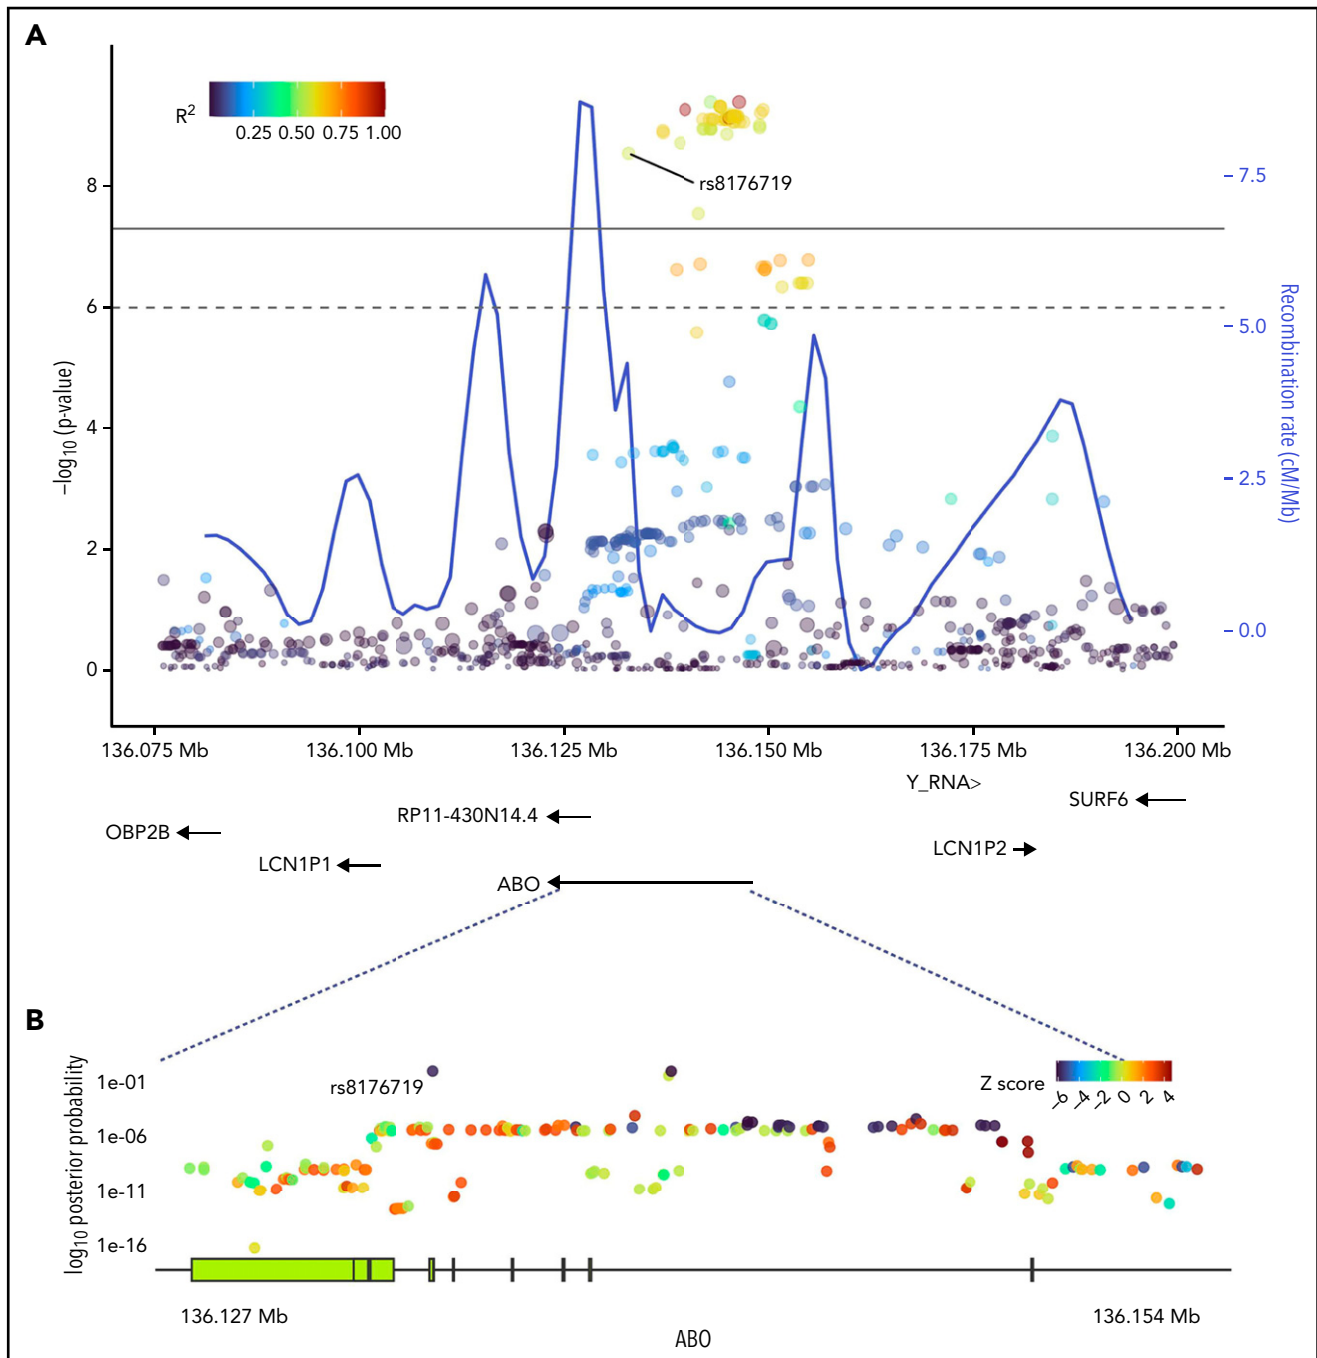 A
R2
0.25 0.50 0.75 1.00
rs8176719
8
6
4
2
0
−log10 (p-value)
7.5
5.0
2.5
0.0
Recombination rate (cM/Mb)
136.075 Mb 136.100 Mb 136.125 Mb 136.150 Mb 136.175 Mb 136.200 Mb
Y_RNA>
SURF6
RP11-430N14.4
OBP2B
LCN1P2
LCN1P1
ABO
B
log10 posterior probability
1e-01
1e-06
1e-11
1e-16
rs8176719
Z score
-6 -4 -2 0 2 4
136.127 Mb 136.154 Mb
ABO